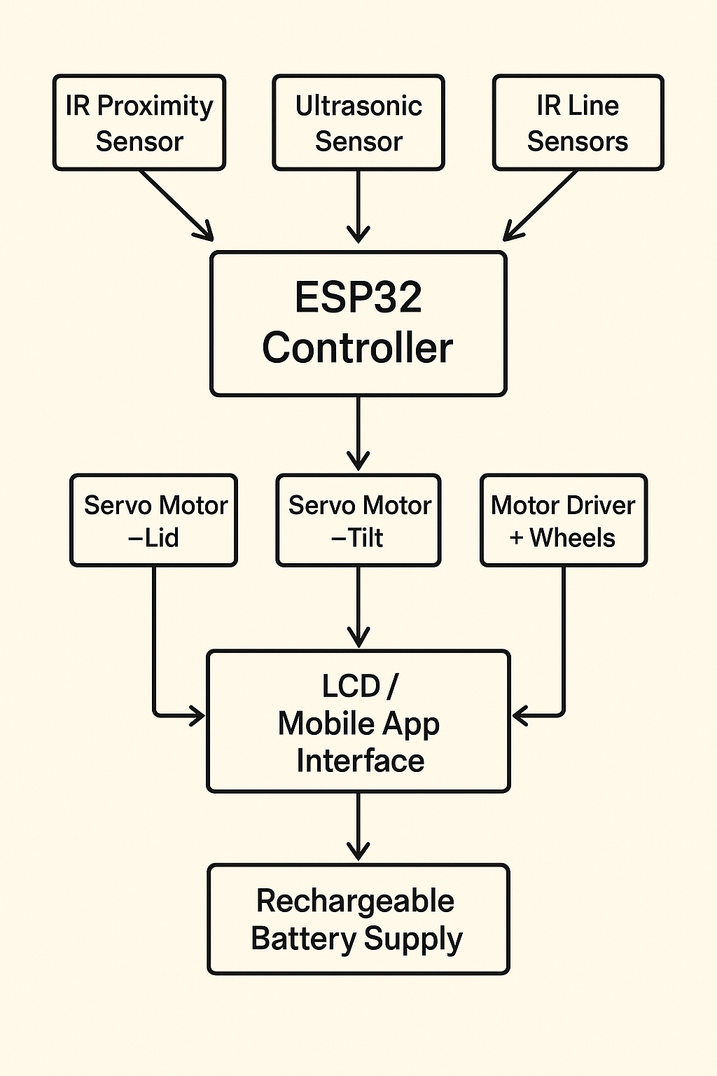 IR Proximity
Sensor
Ultrasonic
Sensor
IR Line
Sensors
ESP32
Controller
Servo Motor
–Lid
Servo Motor
–Tilt
Motor Driver
+ Wheels
LCD /
Mobile App
Interface
Rechargeable
Battery Supply